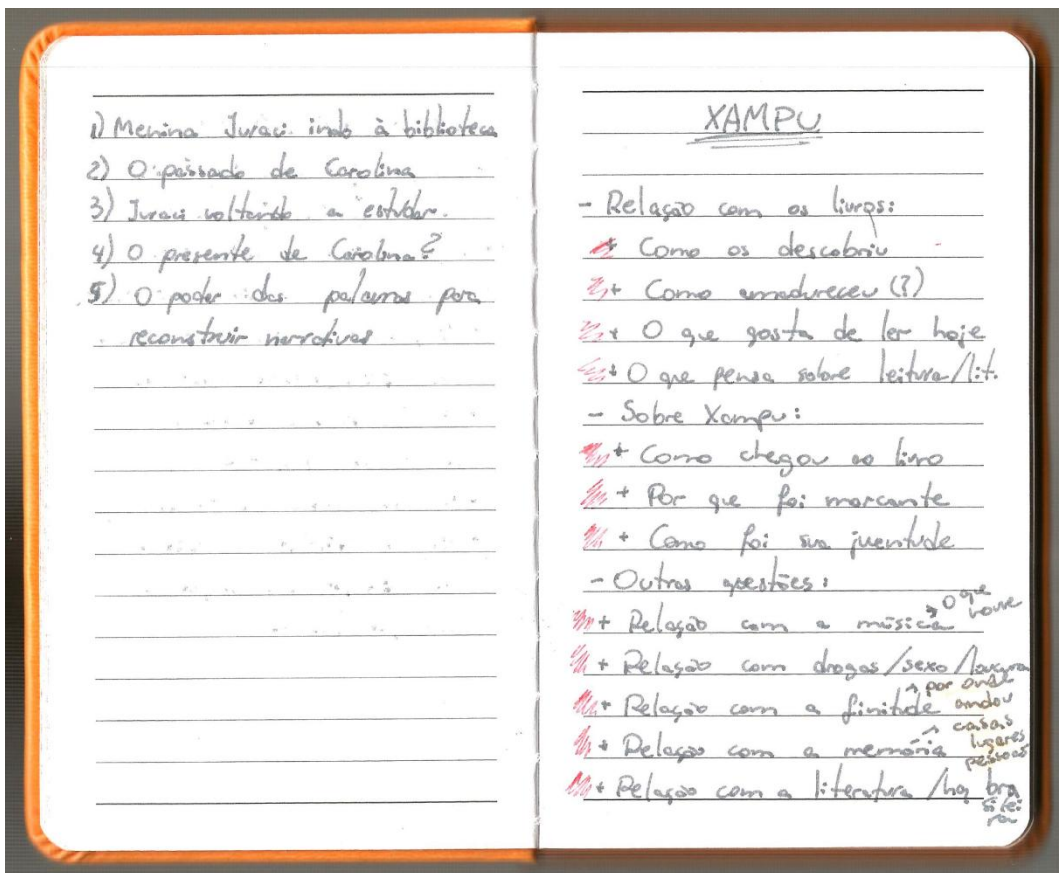 1) Menina Juraci indo à biblioteca
2) O passado de Carolina
3) Juraci voltando a estudar.
4) O presente de Carolina?
5) O poder das palavras para
reconstruir narrativas
XAMPU
- Relação com os livros:
+ Como os descobriu
+ Como amadureceu (?)
+ O que gosta de ler hoje
+ O que pensa sobre leitura/lit.
- Sobre Xampu:
+ Como chegou ao livro
+ Por que foi marcante
+ Como foi sua juventude
- Outras questões:
+ Relação com a música → O que houve
+ Relação com drogas/sexo/loucura
+ Relação com a finitude → por onde andou
+ Relação com a memória → casais lugares pessoas
+ Relação com a literatura /hq brasileira